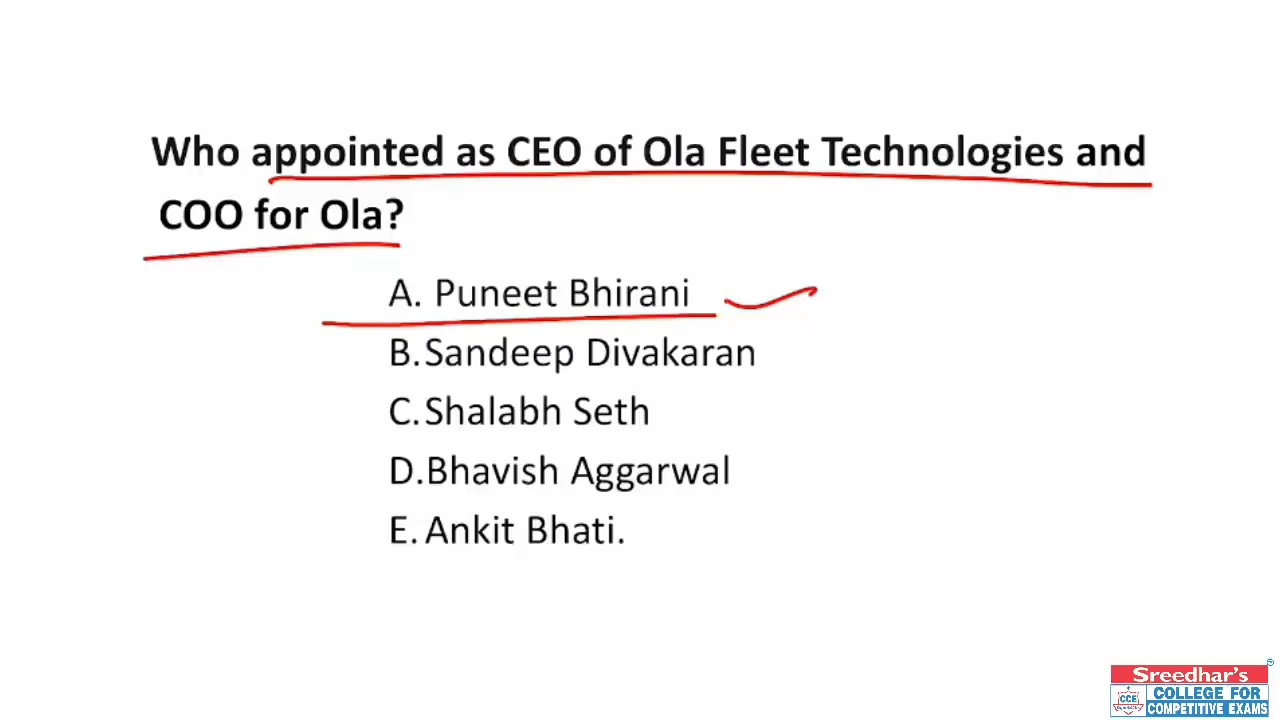 Who appointed as CEO of Ola Fleet Technologies and
COO for Ola?
A. Puneet Bhirani
B. Sandeep Divakaran
C. Shalabh Seth
D. Bhavish Aggarwal
E. Ankit Bhati.
Sreedhar's
CCE
COLLEGE FOR
COMPETITIVE EXAMS